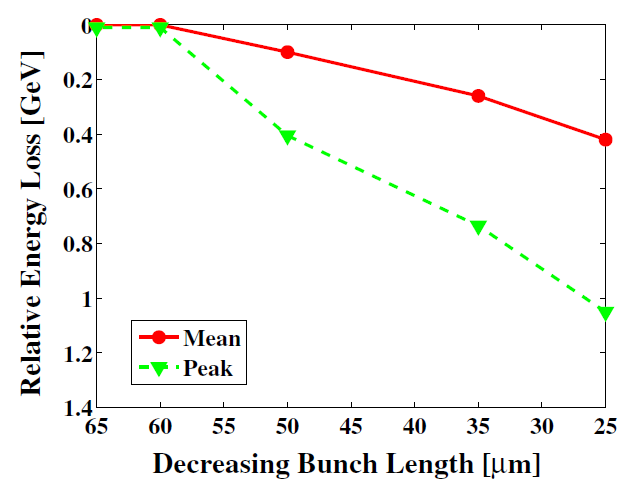 0
0.2
0.4
0.6
0.8
1
1.2
1.4
65 60 55 50 45 40 35 30 25
Relative Energy Loss [GeV]
Decreasing Bunch Length [μm]
Mean
Peak